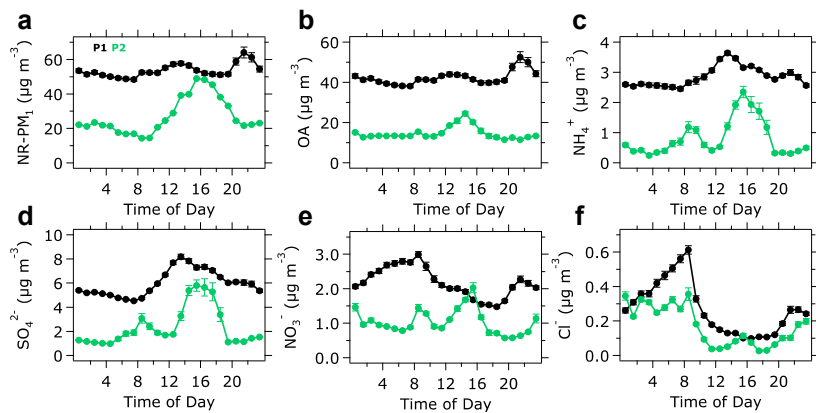 a
P1 P2
NR-PM₁ (µg m⁻³)
60
40
20
0
4 8 12 16 20
Time of Day
b
OA (µg m⁻³)
60
40
20
0
4 8 12 16 20
Time of Day
c
NH₄⁺ (µg m⁻³)
4
3
2
1
0
4 8 12 16 20
Time of Day
d
SO₄²⁻ (µg m⁻³)
10
8
6
4
2
0
4 8 12 16 20
Time of Day
e
NO₃⁻ (µg m⁻³)
3.0
2.0
1.0
0.0
4 8 12 16 20
Time of Day
f
Cl⁻ (µg m⁻³)
0.6
0.4
0.2
0.0
4 8 12 16 20
Time of Day